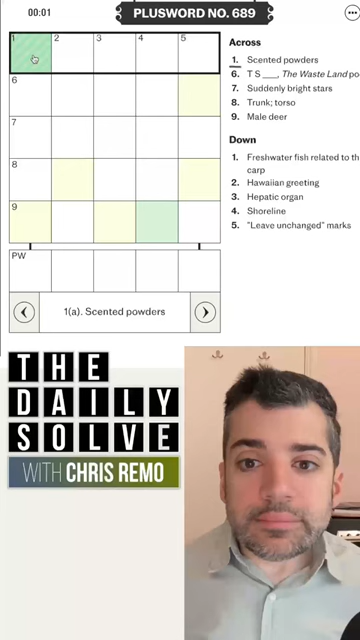 00:01
PLUSWORD NO. 689
1
2
3
4
5
6
7
8
9
PW
1(a). Scented powders
Across
1. Scented powders
6. T S ___, The Waste Land po
7. Suddenly bright stars
8. Trunk; torso
9. Male deer
Down
1. Freshwater fish related to th
carp
2. Hawaiian greeting
3. Hepatic organ
4. Shoreline
5. "Leave unchanged" marks
THE
DAILY
SOLVE
WITH CHRIS REMO